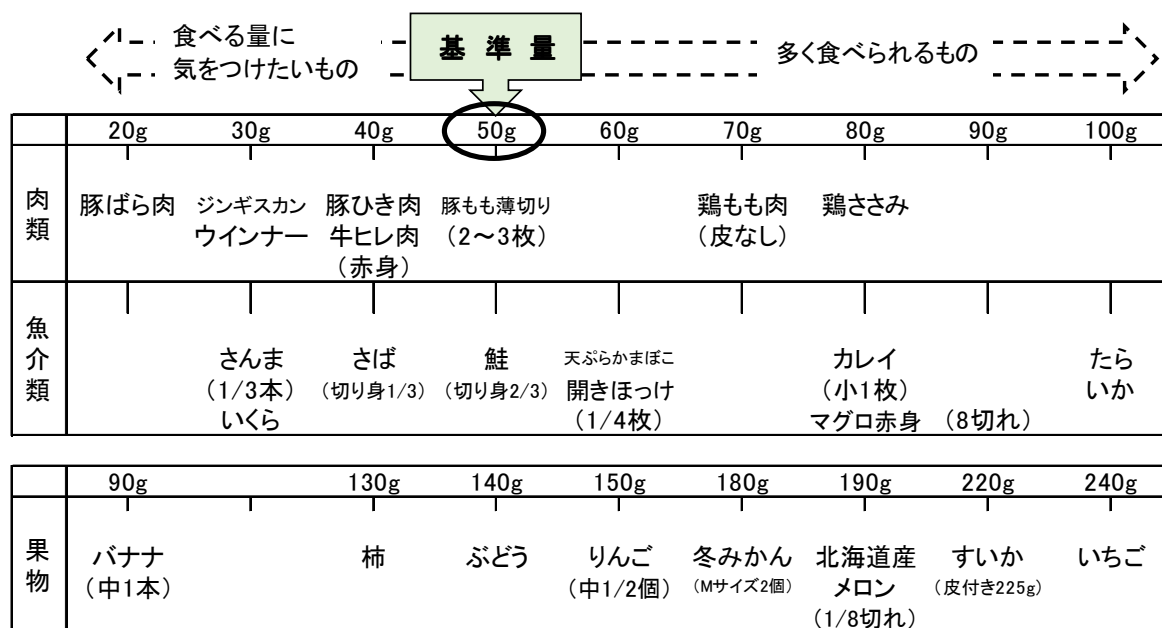 食べる量に
気をつけたいもの
基 準 量
多く食べられるもの
20g 30g 40g 50g 60g 70g 80g 90g 100g
肉類
豚ばら肉 ジンギスカン 豚ひき肉 豚もも薄切り 鶏もも肉 鶏ささみ
ウインナー 牛ヒレ肉 (2～3枚) (皮なし)
(赤身)
魚介類
さんま さば 鮭 天ぷらかまぼこ カレイ たら
(1/3本) (切り身1/3) (切り身2/3) 開きほっけ (小1枚) いか
いくら (1/4枚) マグロ赤身 (8切れ)
90g 130g 140g 150g 180g 190g 220g 240g
果物
バナナ 柿 ぶどう りんご 冬みかん 北海道産 すいか いちご
(中1本) (中1/2個) (Mサイズ2個) メロン (皮付き225g)
(1/8切れ)